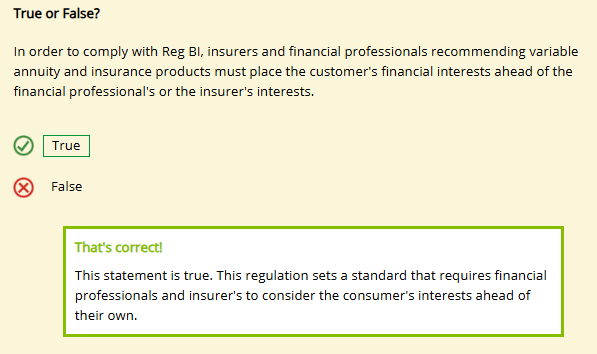 True or False?
In order to comply with Reg BI, insurers and financial professionals recommending variable
annuity and insurance products must place the customer's financial interests ahead of the
financial professional's or the insurer's interests.
True
False
That's correct!
This statement is true. This regulation sets a standard that requires financial
professionals and insurer's to consider the consumer's interests ahead of
their own.